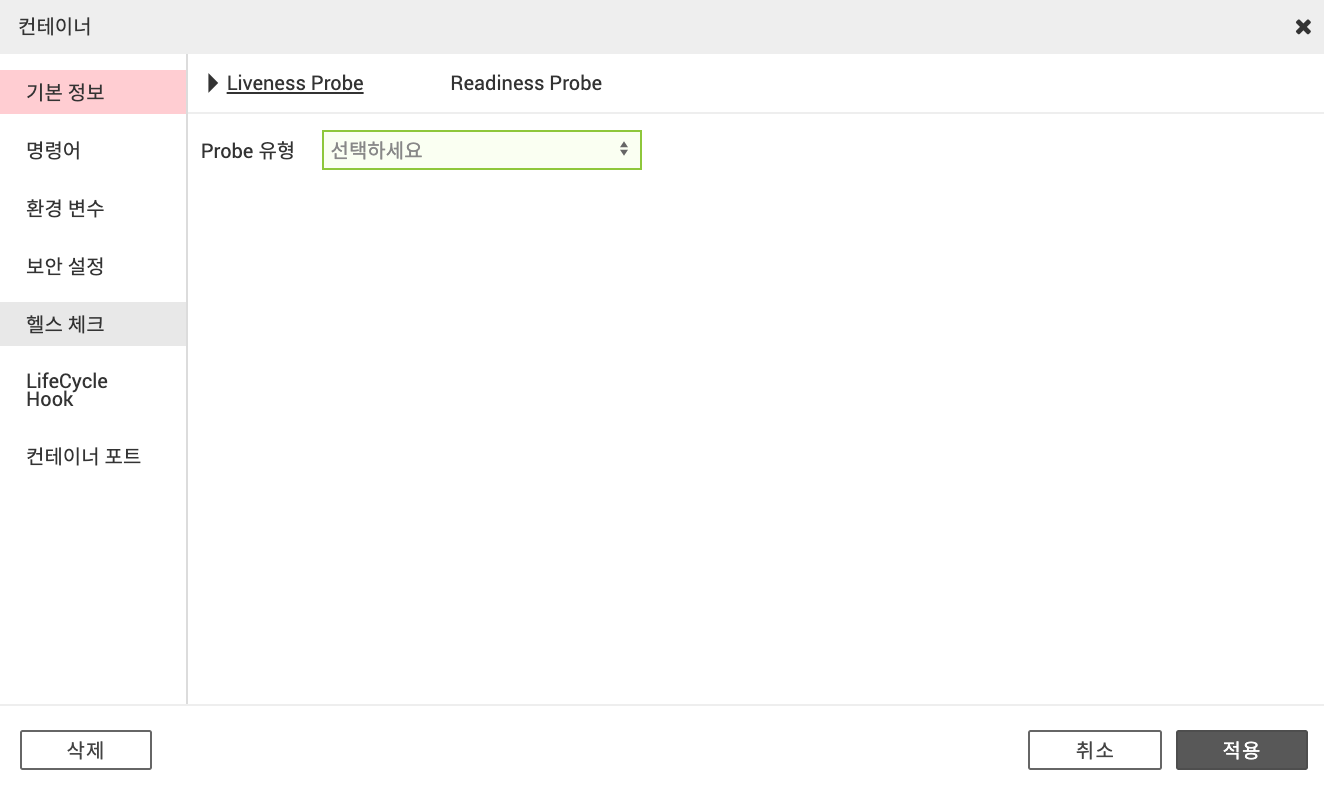 컨테이너
기본 정보
명령어
환경 변수
보안 설정
헬스 체크
LifeCycle
Hook
컨테이너 포트
Liveness Probe
Readiness Probe
Probe 유형
선택하세요
삭제
취소
적용